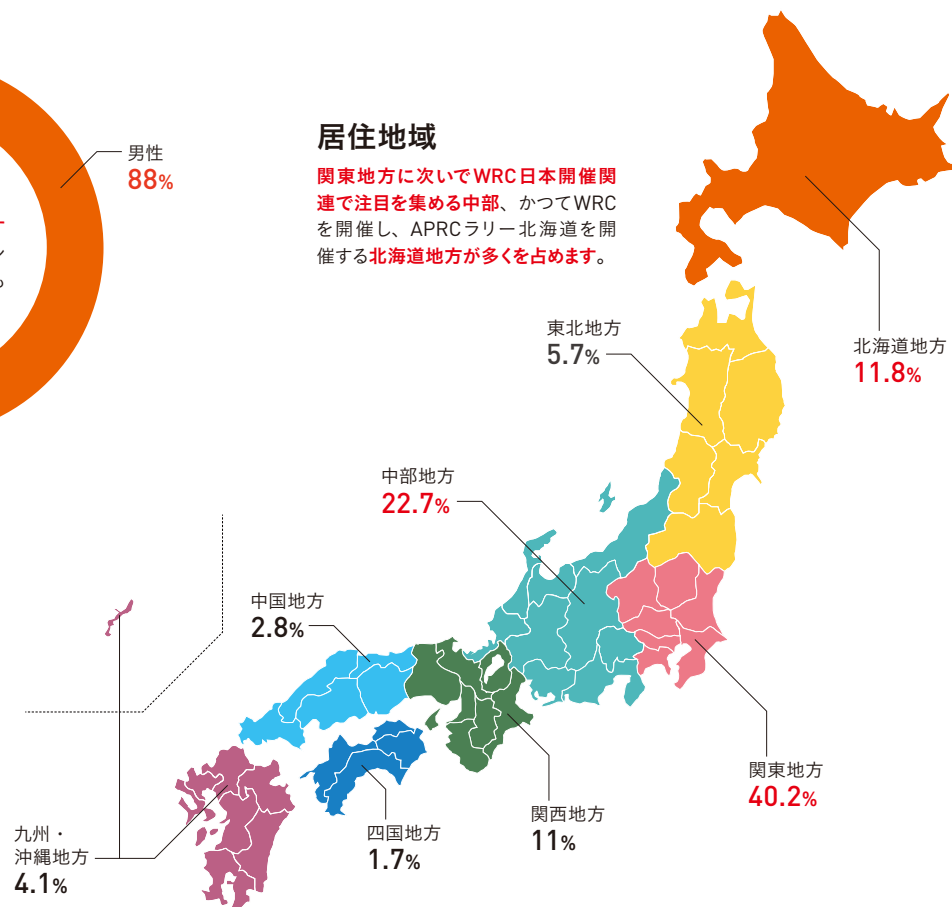 男性
88%
居住地域
関東地方に次いでWRC日本開催関
連で注目を集める中部、かつてWRC
を開催し、APRCラリー北海道を開
催する北海道地方が多くを占めます。
東北地方
5.7%
北海道地方
11.8%
中部地方
22.7%
中国地方
2.8%
関東地方
40.2%
関西地方
11%
四国地方
1.7%
九州・
沖縄地方
4.1%